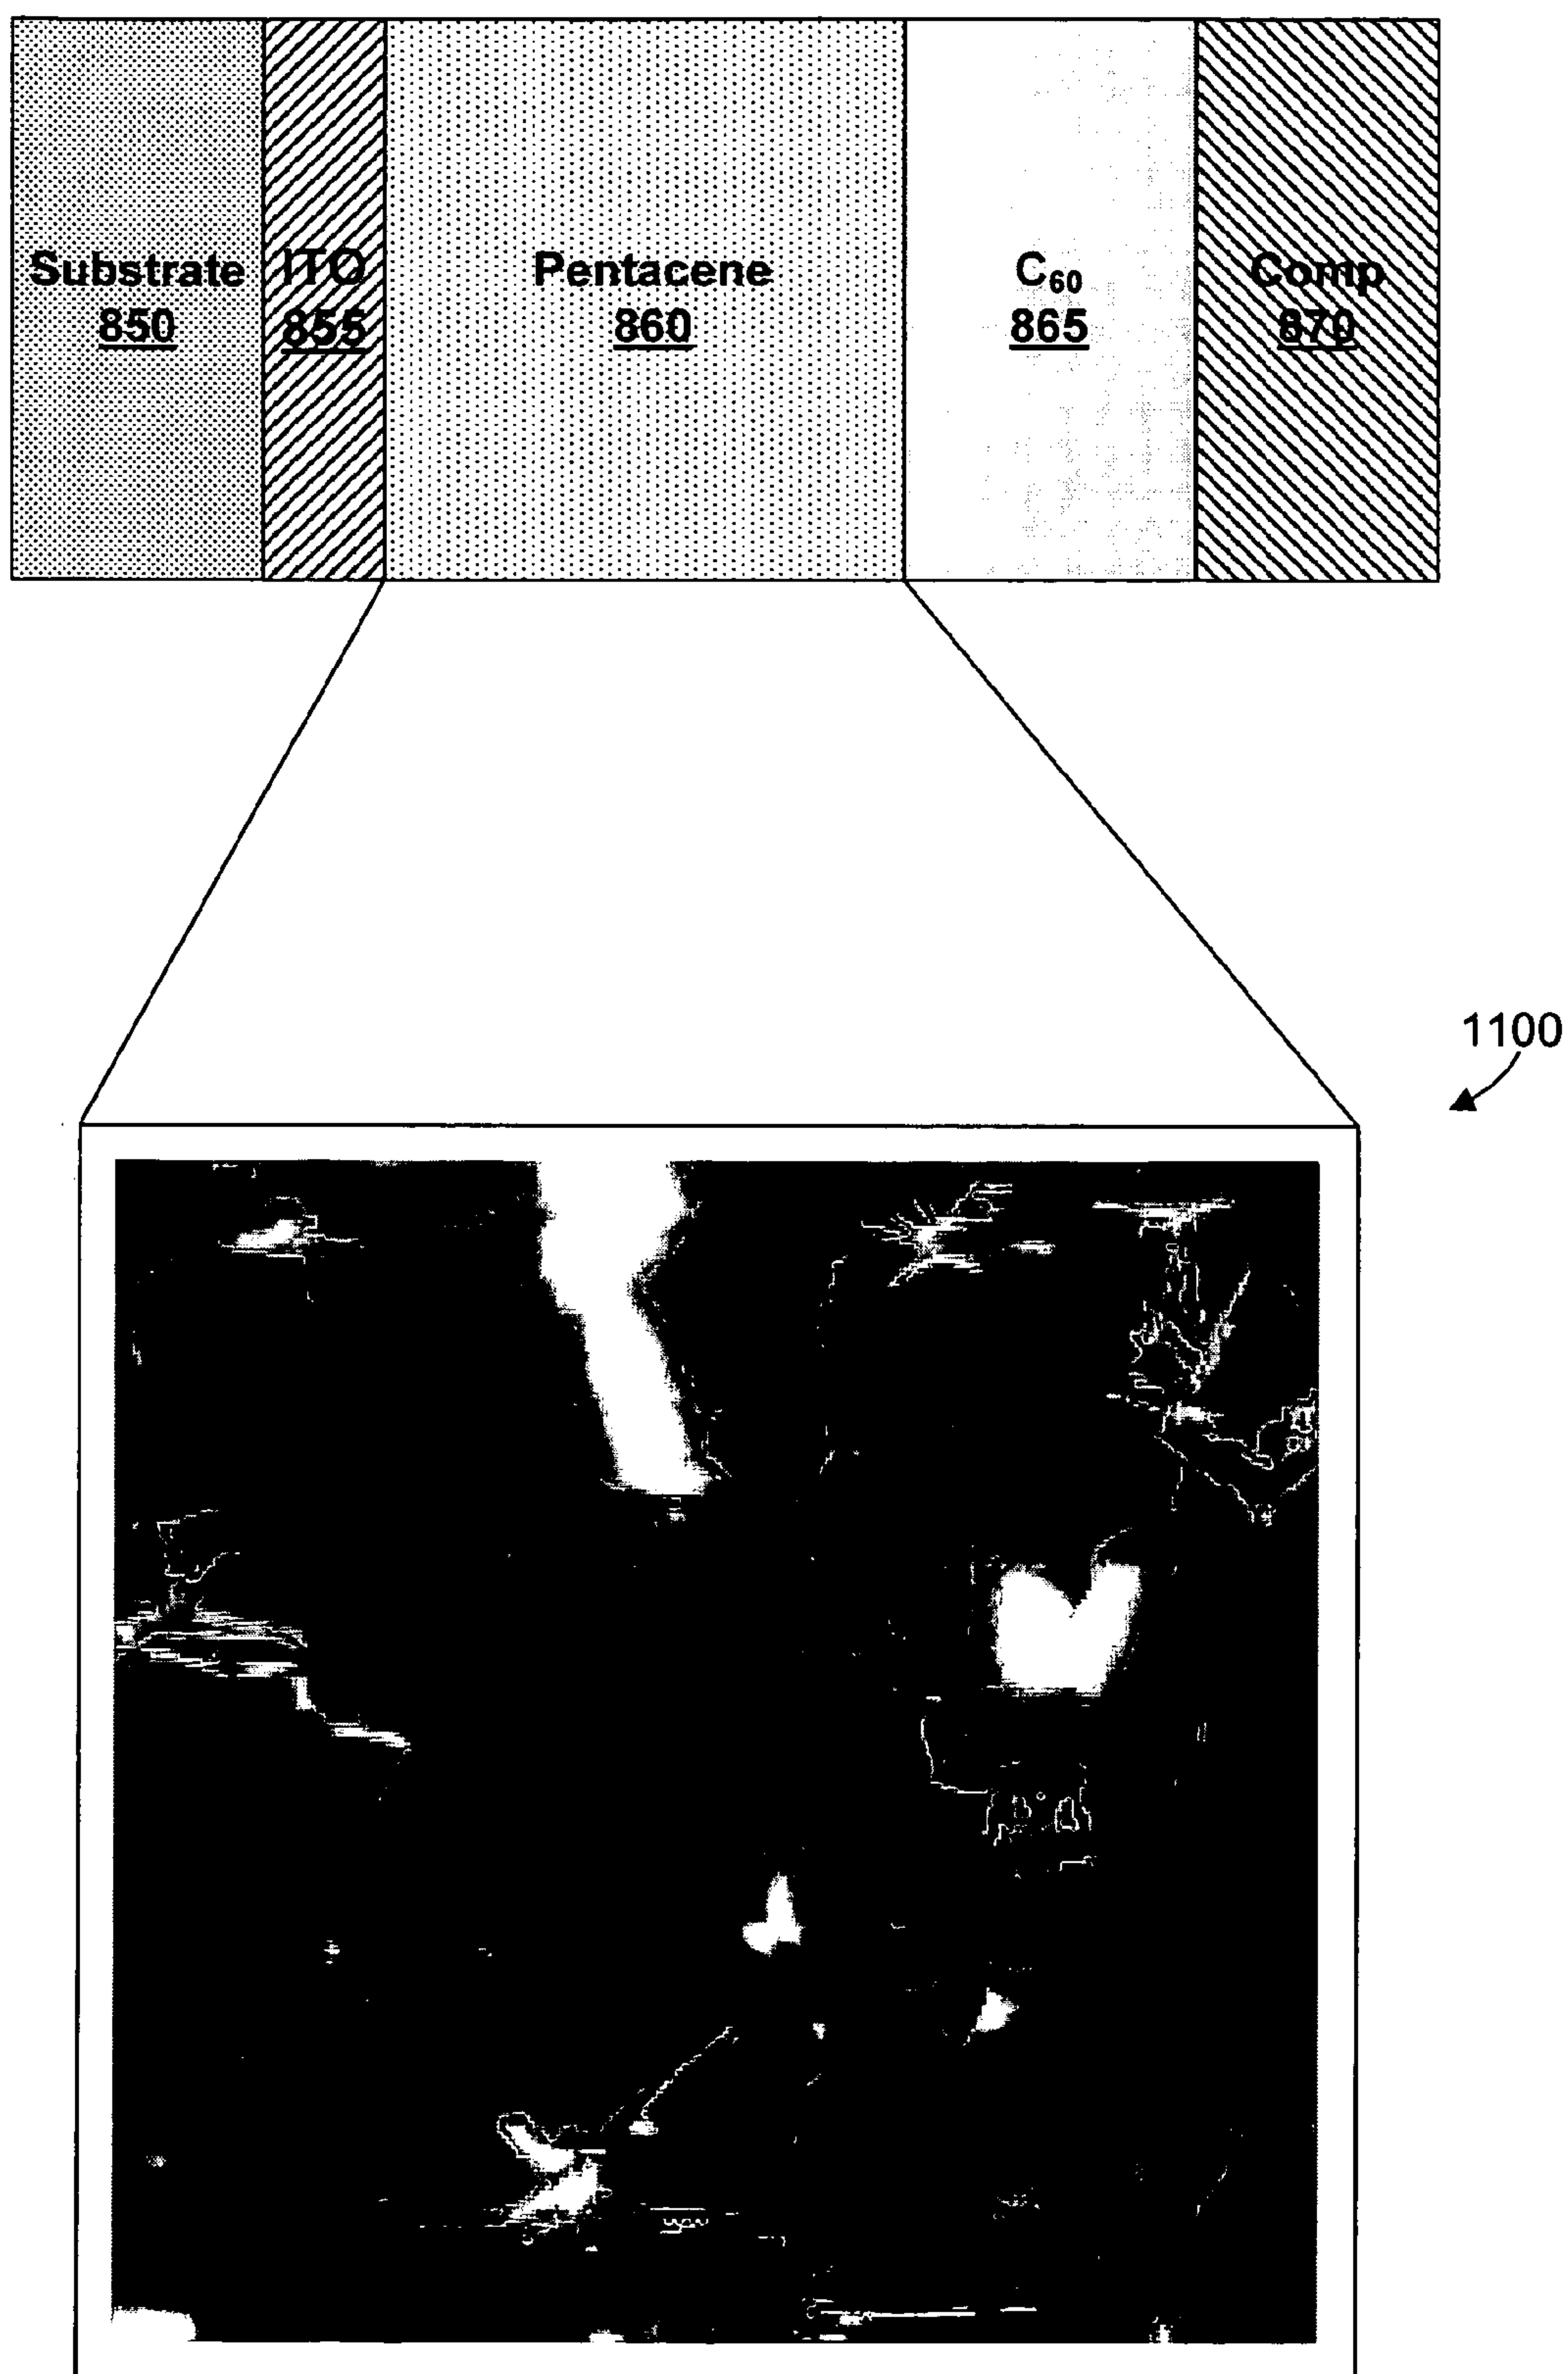 Substrate
850
ITO
855
Pentacene
860
C₆₀
865
Comp
870
1100